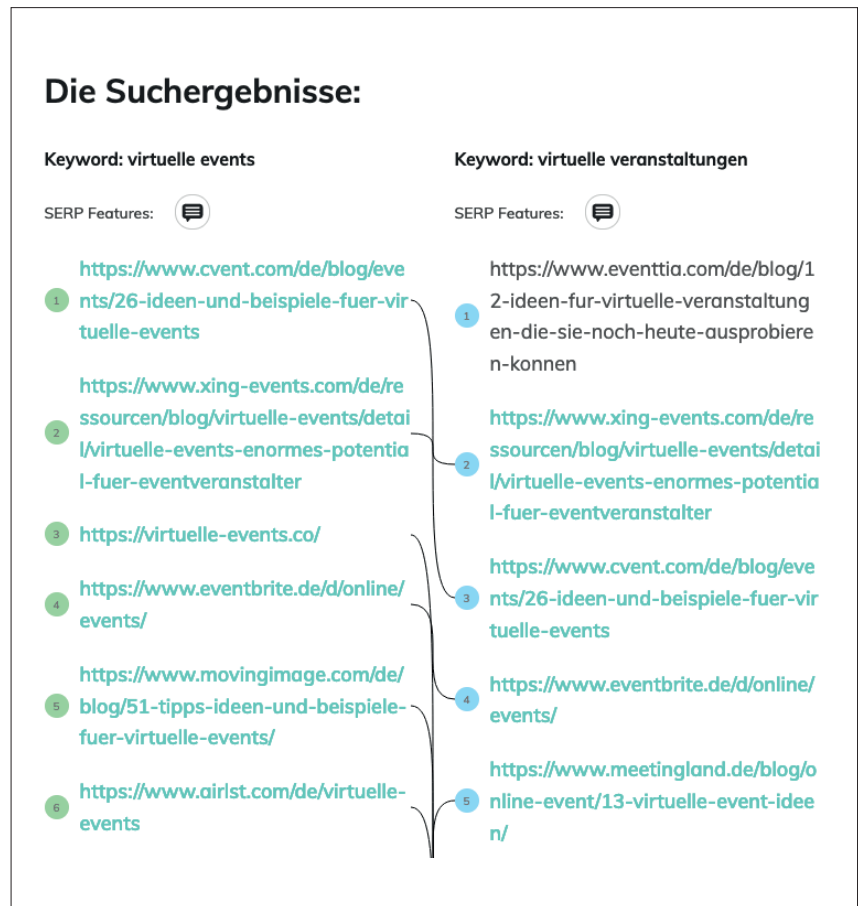 Die Suchergebnisse:
Keyword: virtuelle events
SERP Features:
1
https://www.cvent.com/de/blog/eve
nts/26-ideen-und-beispiele-fuer-vir
tuelle-events
2
https://www.xing-events.com/de/re
ssourcen/blog/virtuelle-events/detai
l/virtuelle-events-enormes-potentia
l-fuer-eventveranstalter
3
https://virtuelle-events.co/
4
https://www.eventbrite.de/d/online/
events/
5
https://www.movingimage.com/de/
blog/51-tipps-ideen-und-beispiele-
fuer-virtuelle-events/
6
https://www.airlst.com/de/virtuelle-
events
Keyword: virtuelle veranstaltungen
SERP Features:
1
https://www.eventtia.com/de/blog/1
2-ideen-fur-virtuelle-veranstaltung
en-die-sie-noch-heute-ausprobiere
n-konnen
2
https://www.xing-events.com/de/re
ssourcen/blog/virtuelle-events/detai
l/virtuelle-events-enormes-potentia
l-fuer-eventveranstalter
3
https://www.cvent.com/de/blog/eve
nts/26-ideen-und-beispiele-fuer-vir
tuelle-events
4
https://www.eventbrite.de/d/online/
events/
5
https://www.meetingland.de/blog/o
nline-event/13-virtuelle-event-idee
n/